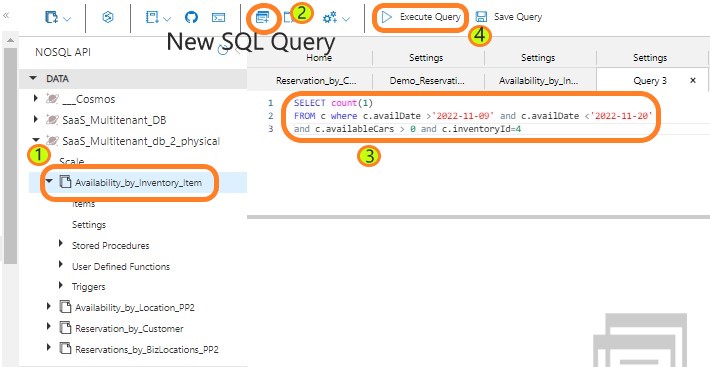 2
Execute Query
Save Query
4
New SQL Query
NOSQL API
DATA
___Cosmos
SaaS_Multitenant_DB
SaaS_Multitenant_db_2_physical
1
Scale
Availability_by_Inventory_Item
Items
Settings
Stored Procedures
User Defined Functions
Triggers
Availability_by_Location_PP2
Reservation_by_Customer
Reservations_by_BizLocations_PP2
Home
Settings
Settings
Settings
Reservation_by_C...
Demo_Reservati...
Availability_by_In...
Query 3
1 SELECT count(1)
2 FROM c where c.availDate >'2022-11-09' and c.availDate <'2022-11-20'
3 and c.availableCars > 0 and c.inventoryId=4
3